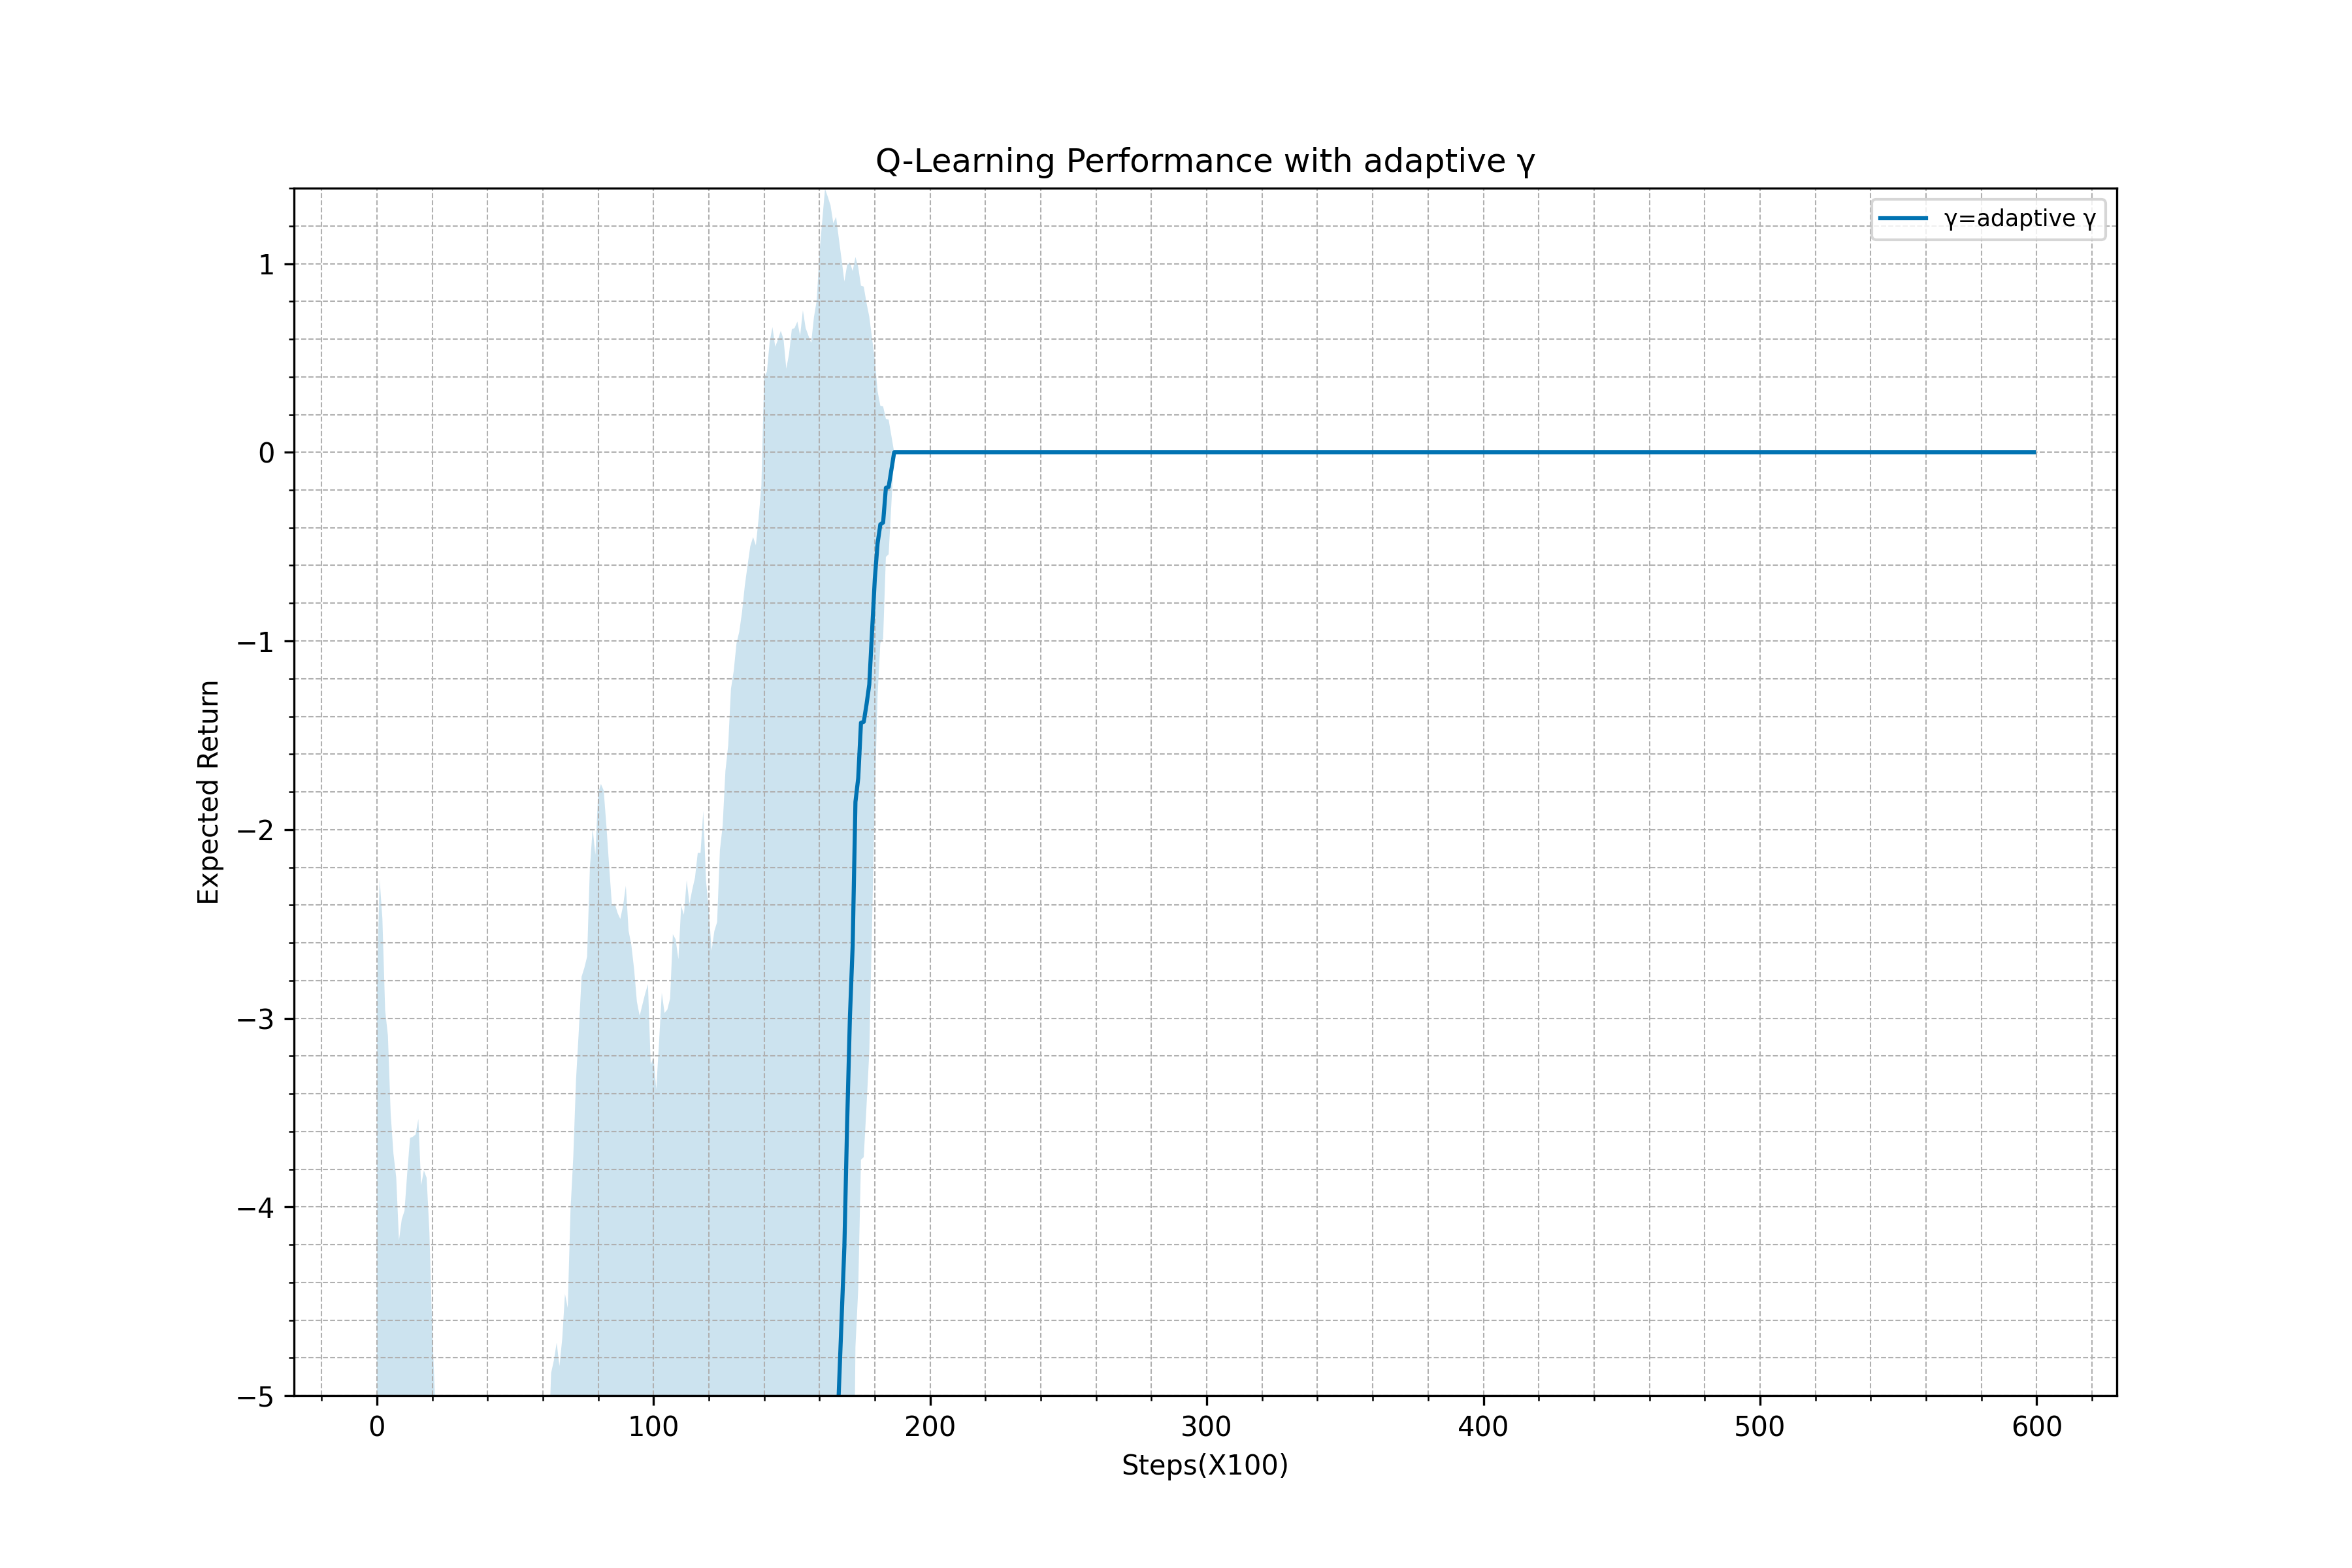 Q-Learning Performance with adaptive γ
γ=adaptive γ
Expected Return
1
0
−1
−2
−3
−4
−5
0 100 200 300 400 500 600
Steps(X100)